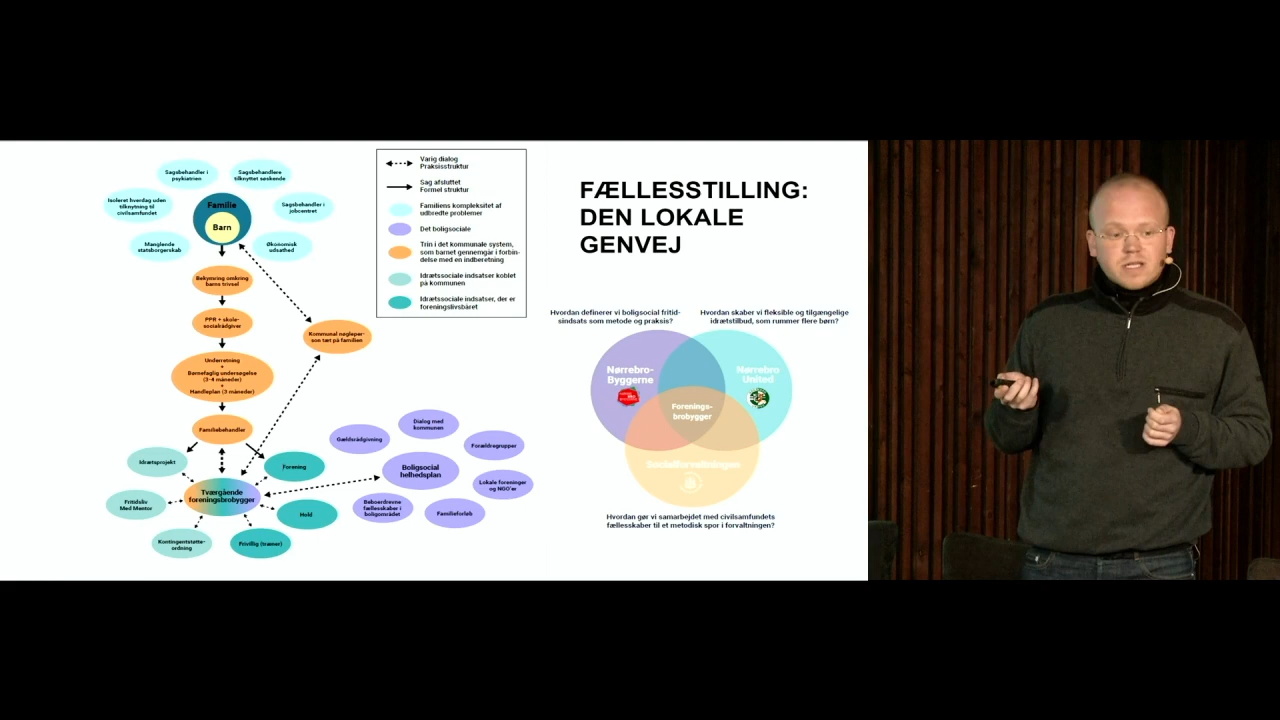 Sagsbehandler i
psykiatrien
Sagsbehandlere
tilknyttet søskende
Isoleret hverdag uden
tilknytning til
civilsamfundet
Familie
Barn
Sagsbehandler i
jobcentret
Manglende
statsborgerskab
Økonomisk
udsathed
Bekymring omkring
barns trivsel
PPR + skole-
socialrådgiver
Kommunal nøgleper-
son tæt på familien
Underretning
+
Børnefaglig undersøgelse
(3-4 måneder)
+
Handleplan (3 måneder)
Familiebehandler
Idrætsprojekt
Forening
Tværgående
foreningsbrobygger
Fritidsliv
Med Mentor
Hold
Kontingentstøtte-
ordning
Frivillig (træner)
Gældsrådgivning
Dialog med
kommunen
Forældregrupper
Boligsocial
helhedsplan
Lokale foreninger
og NGO'er
Beboerdrevne
fællesskaber i
boligområdet
Familieforløb
Varig dialog
Praksisstruktur
Sag afsluttet
Formel struktur
Familiens kompleksitet af
udbredte problemer
Det boligsociale
Trin i det kommunale system,
som barnet gennemgår i forbin-
delse med en indberetning
Idrætssociale indsatser koblet
på kommunen
Idrætssociale indsatser, der er
foreningslivsbåret
FÆLLESSTILLING:
DEN LOKALE
GENVEJ
Hvordan definerer vi boligsocial fritid-
sindsats som metode og praksis?
Hvordan skaber vi fleksible og tilgængelige
idrætstilbud, som rummer flere børn?
Nørrebro-
Byggerne
Nørrebro
United
Forenings-
brobygger
Socialforvaltningen
Hvordan gør vi samarbejdet med civilsamfundets
fællesskaber til et metodisk spor i forvaltningen?